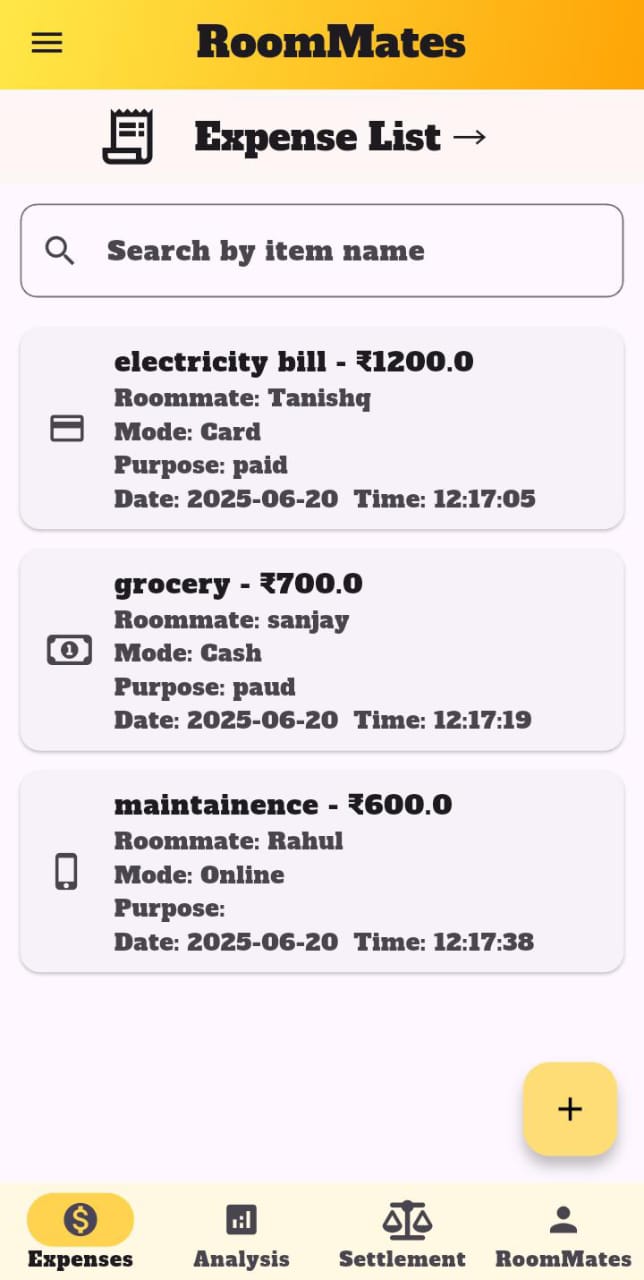 RoomMates
Expense List →
Search by item name
electricity bill - ₹1200.0
Roommate: Tanishq
Mode: Card
Purpose: paid
Date: 2025-06-20  Time: 12:17:05
grocery - ₹700.0
Roommate: sanjay
Mode: Cash
Purpose: paud
Date: 2025-06-20  Time: 12:17:19
maintainence - ₹600.0
Roommate: Rahul
Mode: Online
Purpose:
Date: 2025-06-20  Time: 12:17:38
+
Expenses Analysis Settlement RoomMates